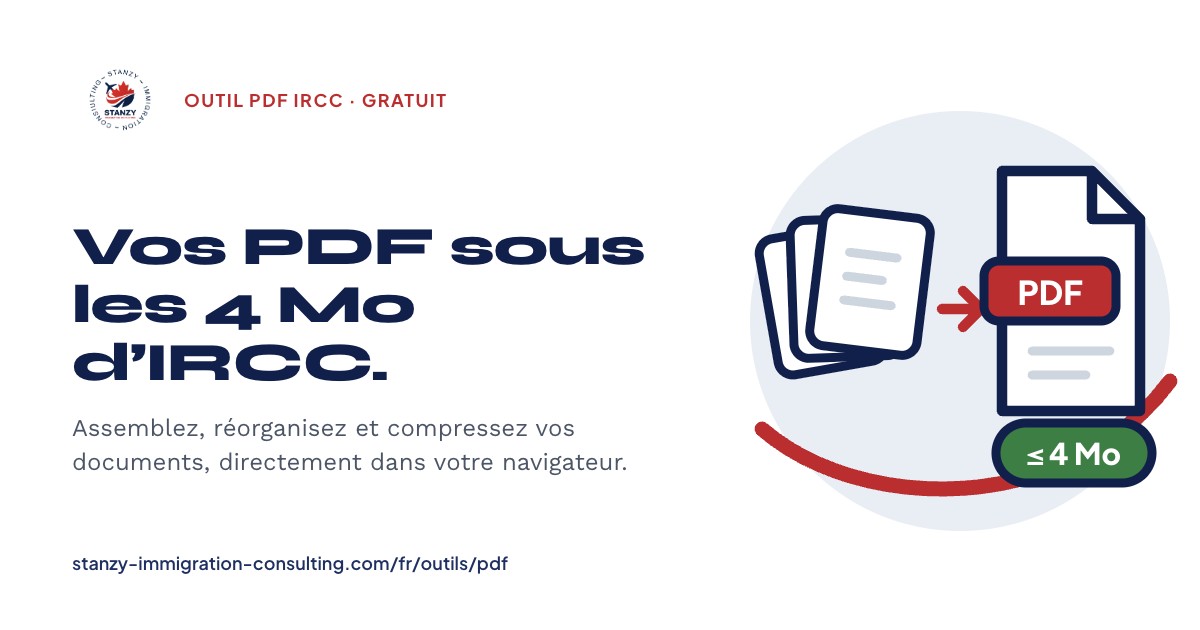 STANZY – IMMIGRATION – CONSULTING –
STANZY
OUTIL PDF IRCC · GRATUIT
Vos PDF sous
les 4 Mo
d’IRCC.
Assemblez, réorganisez et compressez vos
documents, directement dans votre navigateur.
stanzy-immigration-consulting.com/fr/outils/pdf
PDF
≤ 4 Mo